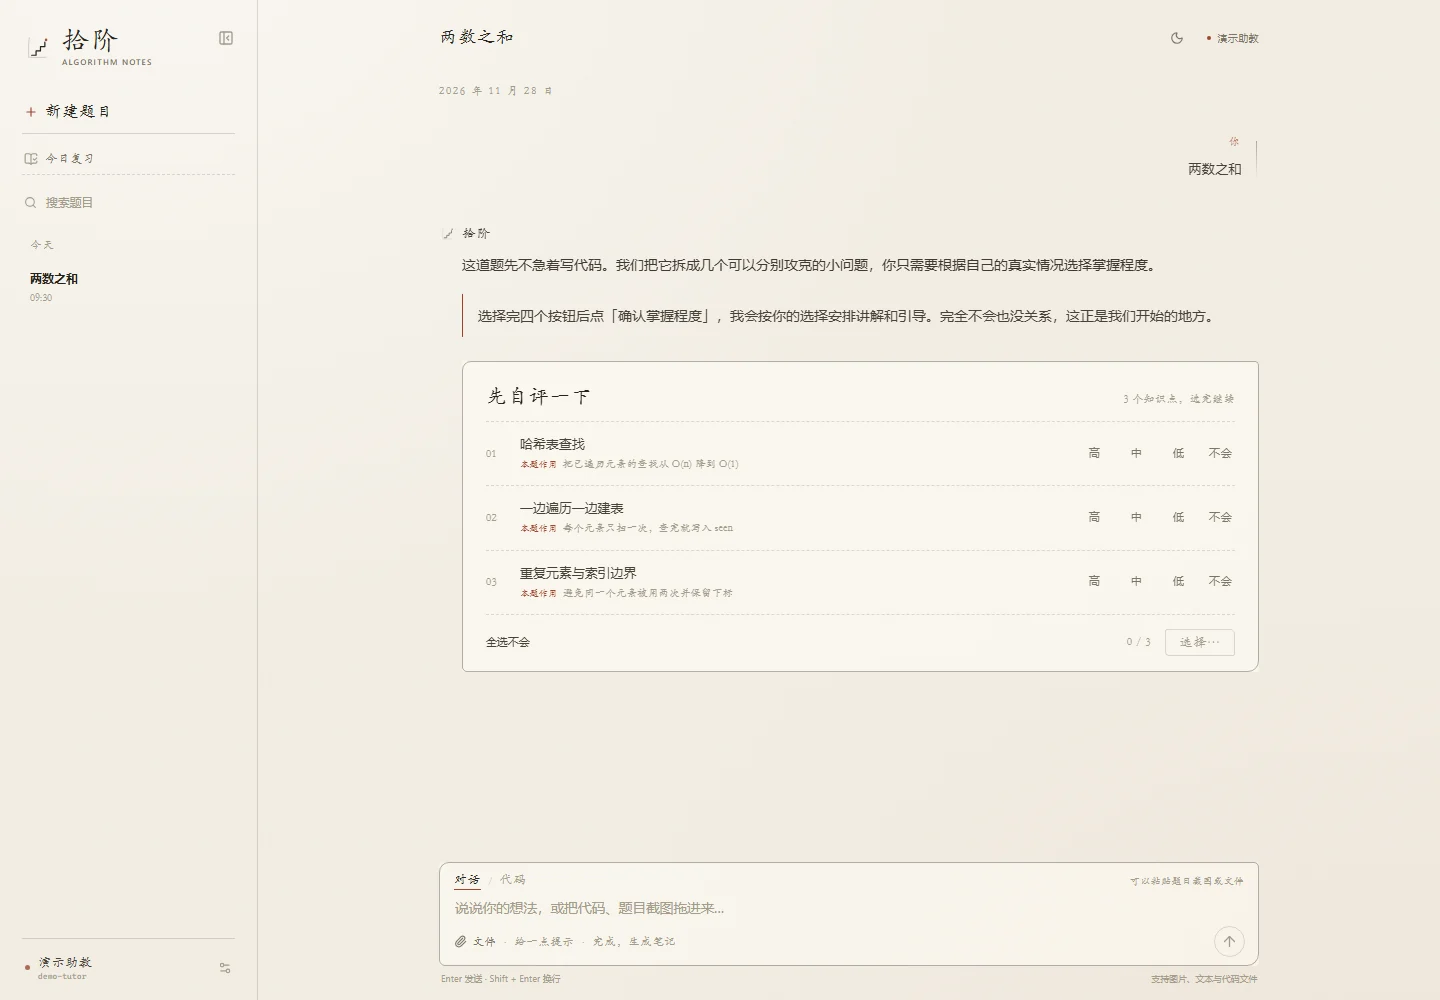 拾阶
ALGORITHM NOTES
新建题目
今日复习
搜索题目
今天
两数之和
09:30
演示助教
demo-tutor
两数之和
演示助教
2026 年 11 月 28 日
你
两数之和
拾阶
这道题先不急着写代码。我们把它拆成几个可以分别攻克的小问题，你只需要根据自己的真实情况选择掌握程度。
选择完四个按钮后点「确认掌握程度」，我会按你的选择安排讲解和引导。完全不会也没关系，这正是我们开始的地方。
先自评一下
3 个知识点，选完继续
01 哈希表查找 高 中 低 不会
本题作用 把已遍历元素的查找从 O(n) 降到 O(1)
02 一边遍历一边建表 高 中 低 不会
本题作用 每个元素只扫一次，查完就写入 seen
03 重复元素与索引边界 高 中 低 不会
本题作用 避免同一个元素被用两次并保留下标
全选不会 0 / 3 选择…
对话 / 代码
可以粘贴题目截图或文件
说说你的想法，或把代码、题目截图拖进来...
文件 · 给一点提示 · 完成，生成笔记
Enter 发送 · Shift + Enter 换行
支持图片、文本与代码文件